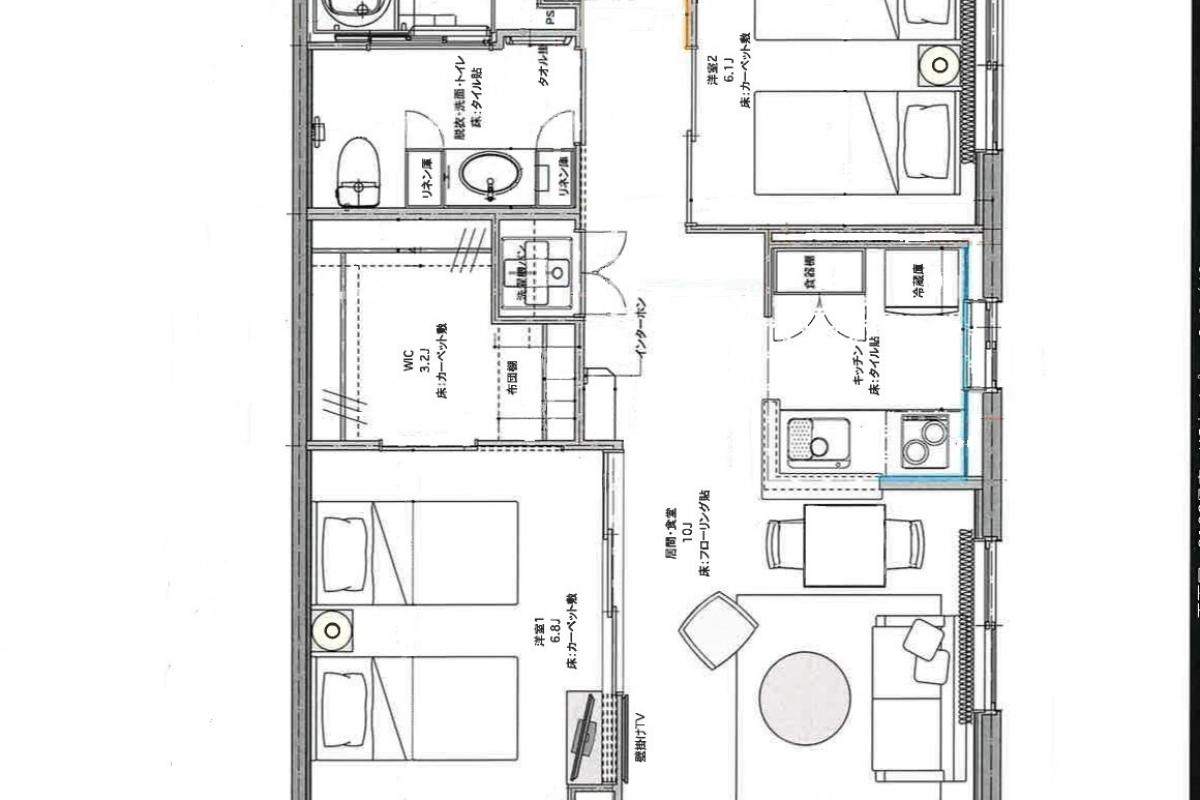 PS
タオル掛
脱衣・洗面・トイレ
床：タイル貼
リネン庫
リネン庫
洋室2
6.1J
床：カーペット敷
洗濯機パン
食器棚
冷蔵庫
インターホン
WIC
3.2J
床：カーペット敷
布団棚
キッチン
床：タイル貼
居間・食堂
10J
床：フローリング貼
洋室1
6.8J
床：カーペット敷
壁掛けTV